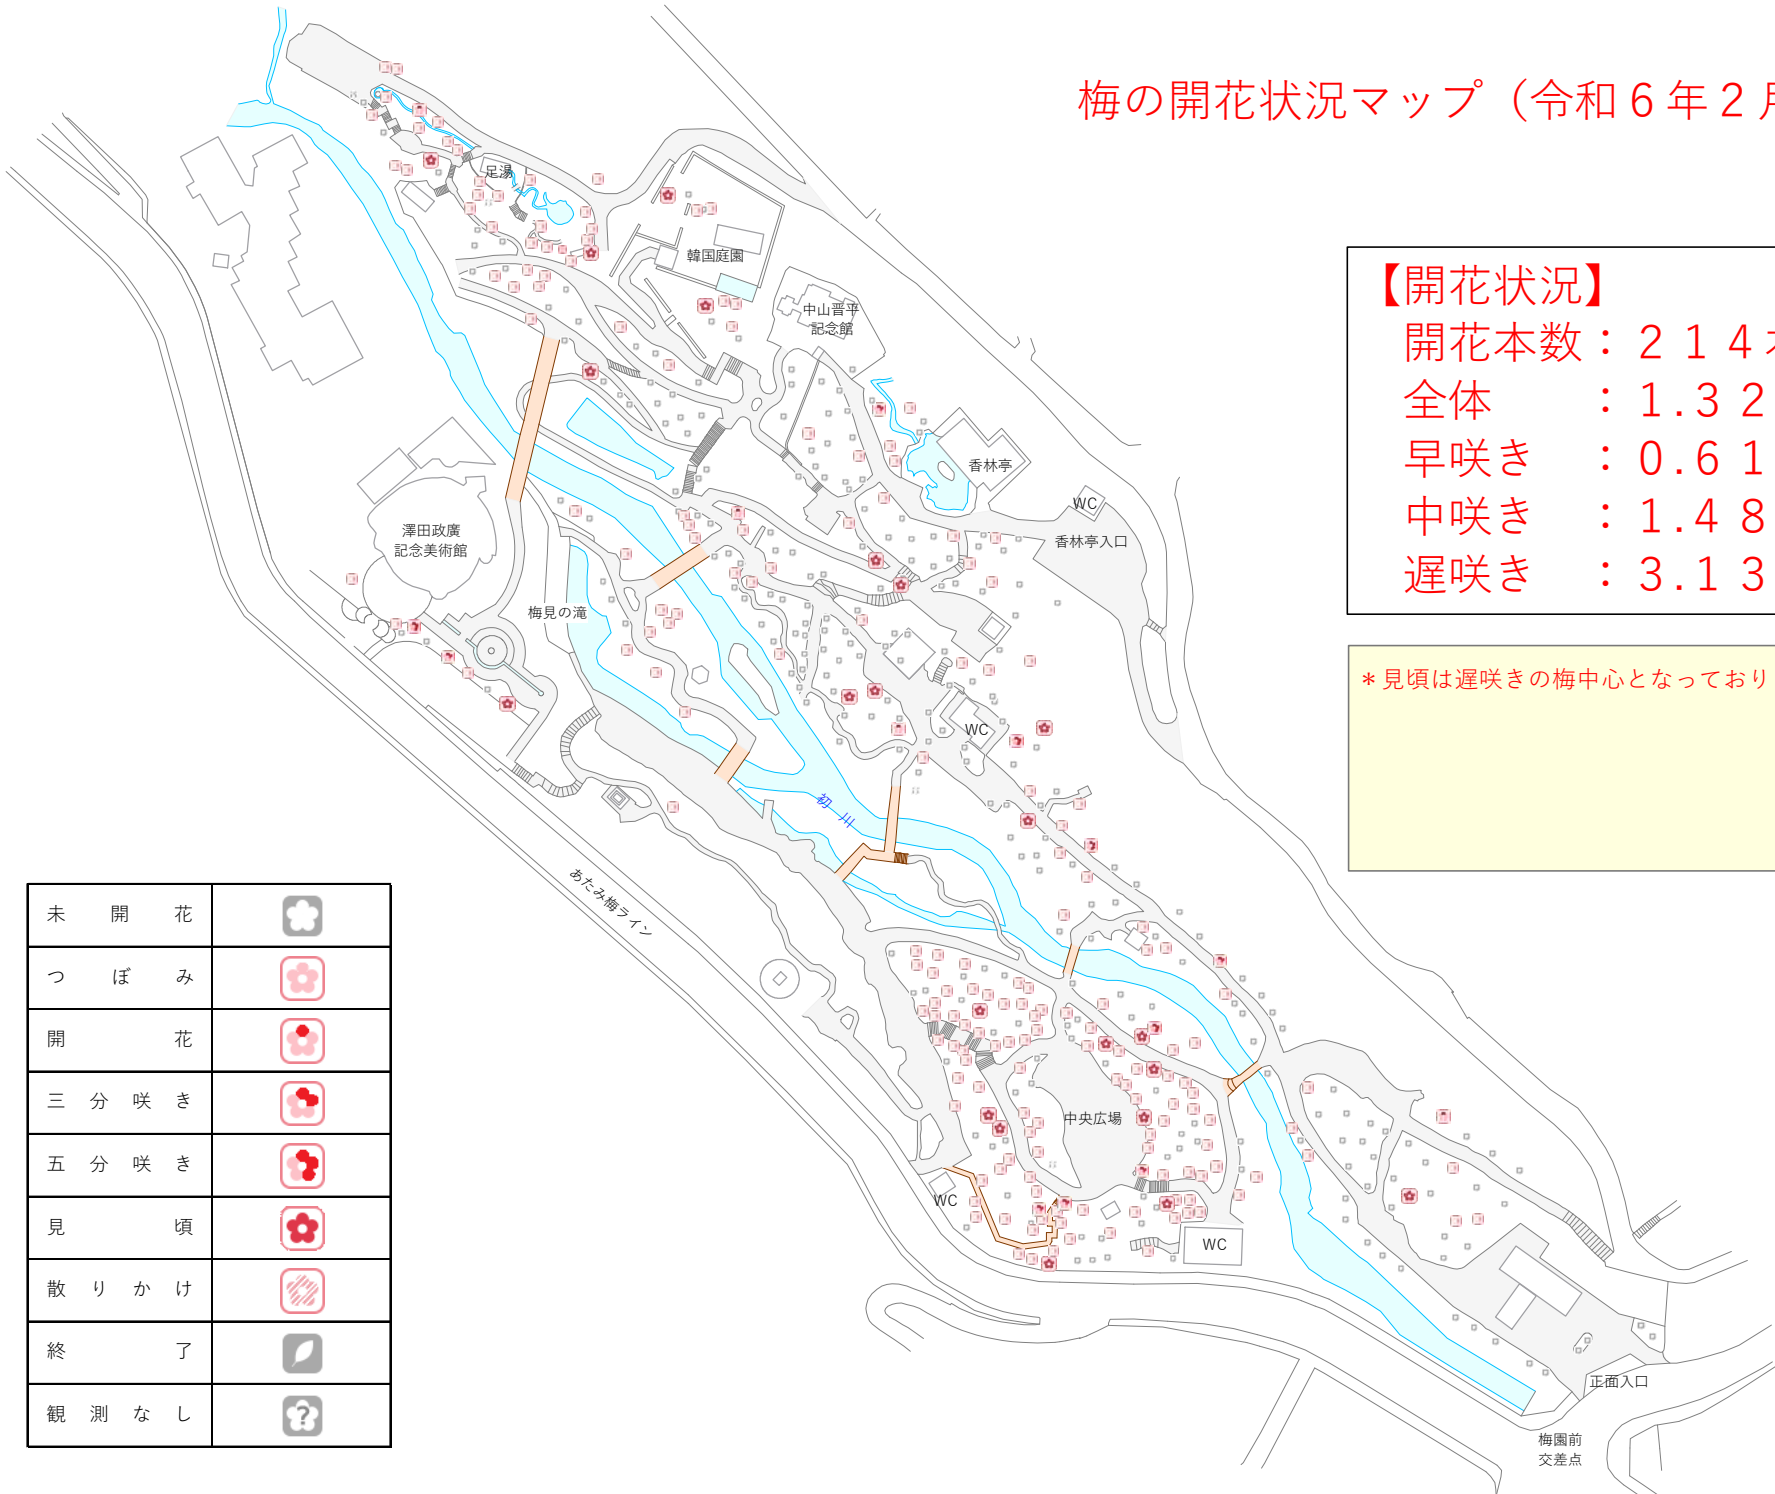 梅の開花状況マップ（令和６年２月
【開花状況】
開花本数：２１４本
全体　　：１.３２
早咲き　：０.６１
中咲き　：１.４８
遅咲き　：３.１３
＊見頃は遅咲きの梅中心となっており
足湯
韓国庭園
中山晋平
記念館
香林亭
WC
香林亭入口
澤田政廣
記念美術館
梅見の滝
WC
初川
あたみ梅ライン
中央広場
WC
WC
正面入口
梅園前
交差点
未開花
つぼみ
開花
三分咲き
五分咲き
見頃
散りかけ
終了
観測なし
?